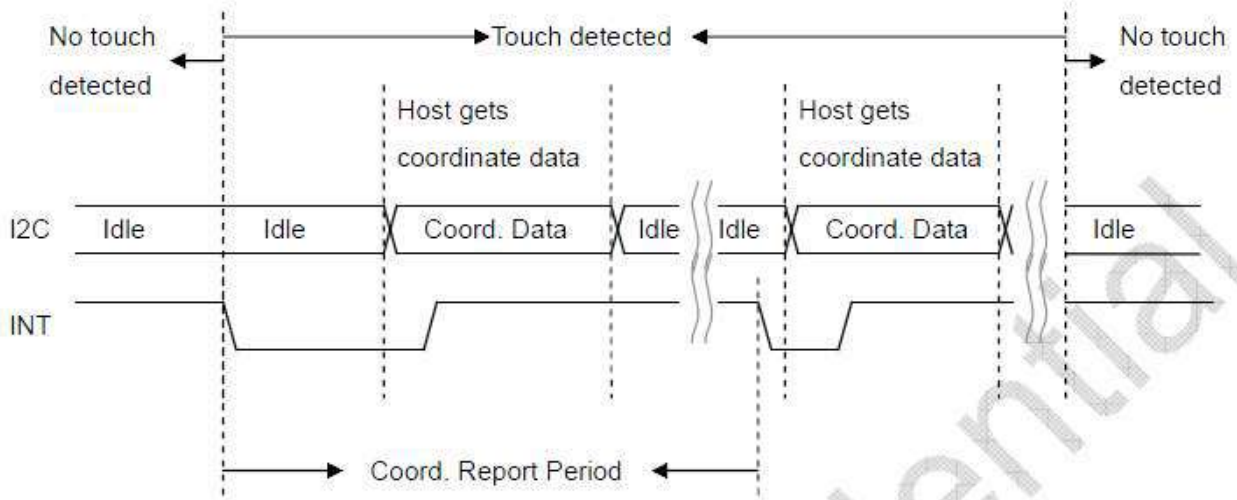 No touch
detected
Touch detected
No touch
detected
Host gets
coordinate data
Host gets
coordinate data
I2C
Idle
Idle
Coord. Data
Idle
Idle
Coord. Data
Idle
INT
Coord. Report Period